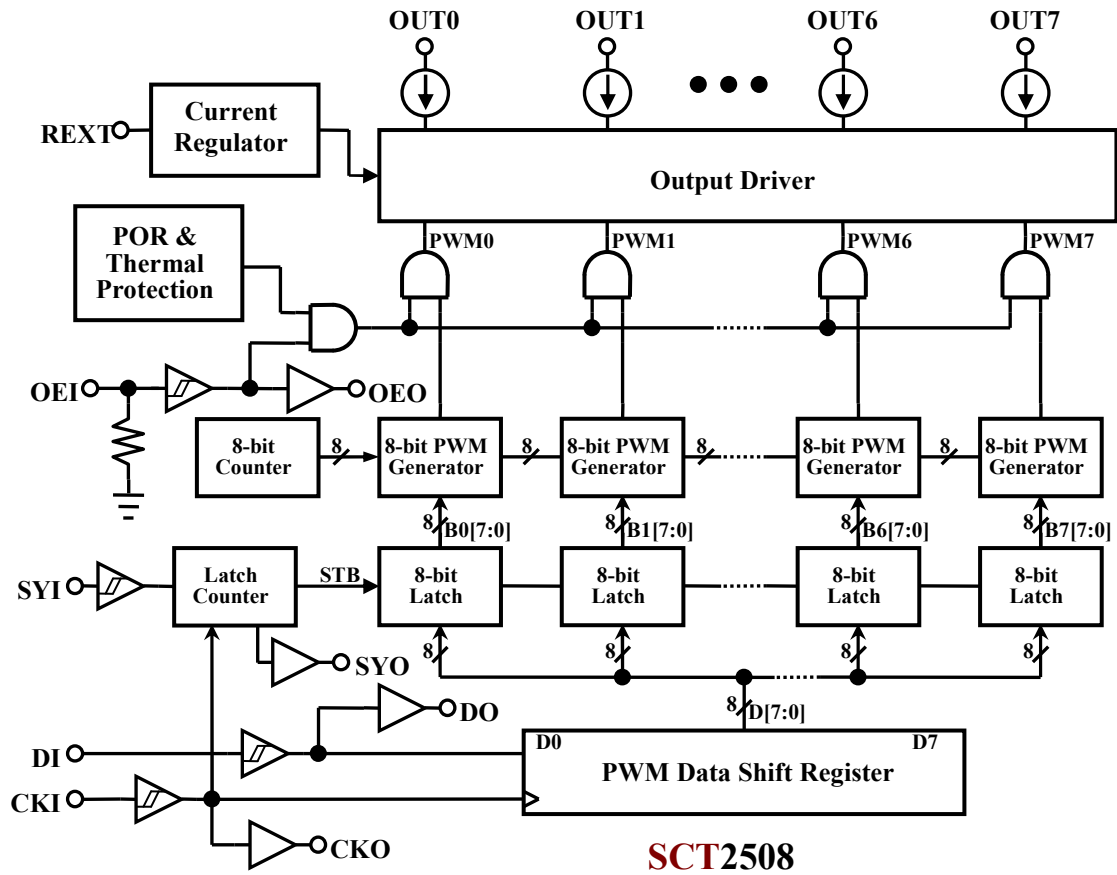 OUT0 OUT1 OUT6 OUT7
Current
Regulator
REXT
Output Driver
POR &
Thermal
Protection
PWM0 PWM1 PWM6 PWM7
OEI
OEO
8-bit
Counter
8
8-bit PWM
Generator
8
8-bit PWM
Generator
8
8-bit PWM
Generator
8
8-bit PWM
Generator
8 B0[7:0] 8 B1[7:0] 8 B6[7:0] 8 B7[7:0]
SYI
Latch
Counter
STB
8-bit
Latch
8-bit
Latch
8-bit
Latch
8-bit
Latch
8 8 8 8
SYO
DO
8 D[7:0]
DI
D0 D7
PWM Data Shift Register
CKI
CKO
SCT2508